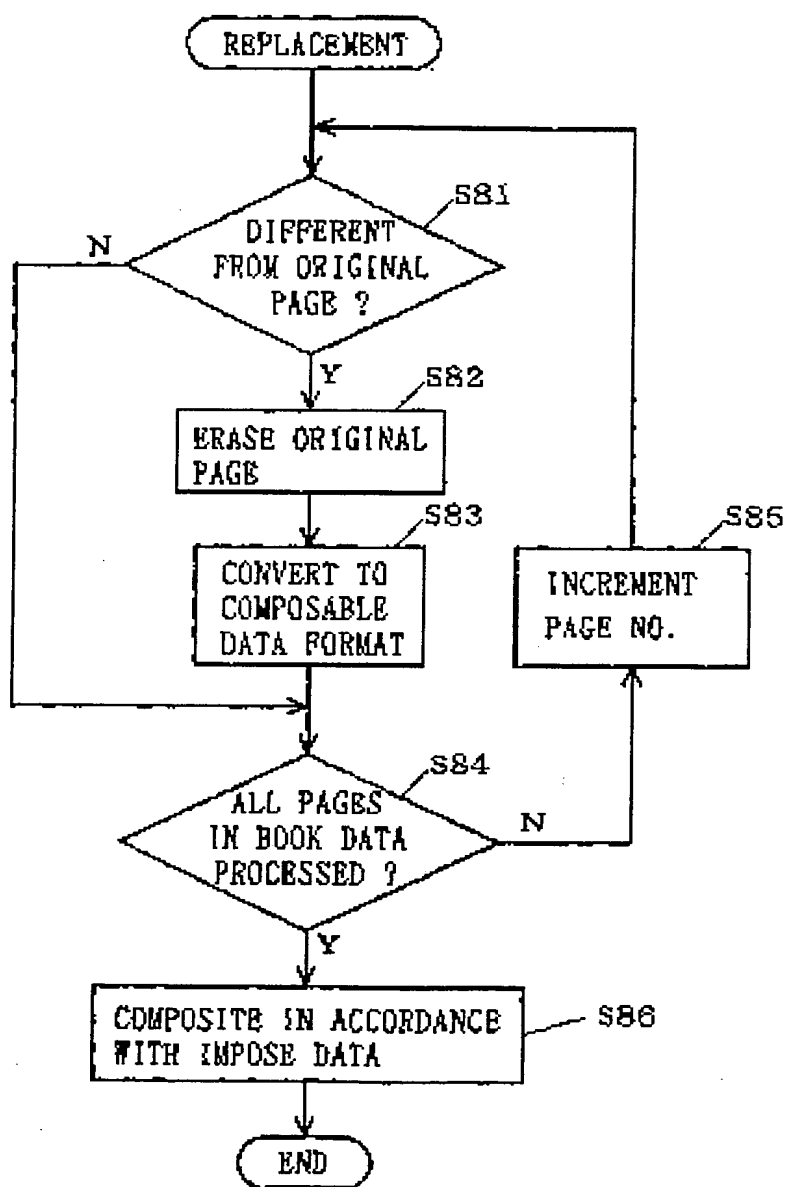 REPLACEMENT
S81
DIFFERENT
FROM ORIGINAL
PAGE ?
N
Y
S82
ERASE ORIGINAL
PAGE
S83
CONVERT TO
COMPOSABLE
DATA FORMAT
S85
INCREMENT
PAGE NO.
S84
ALL PAGES
IN BOOK DATA
PROCESSED ?
N
Y
S86
COMPOSITE IN ACCORDANCE
WITH IMPOSE DATA
END